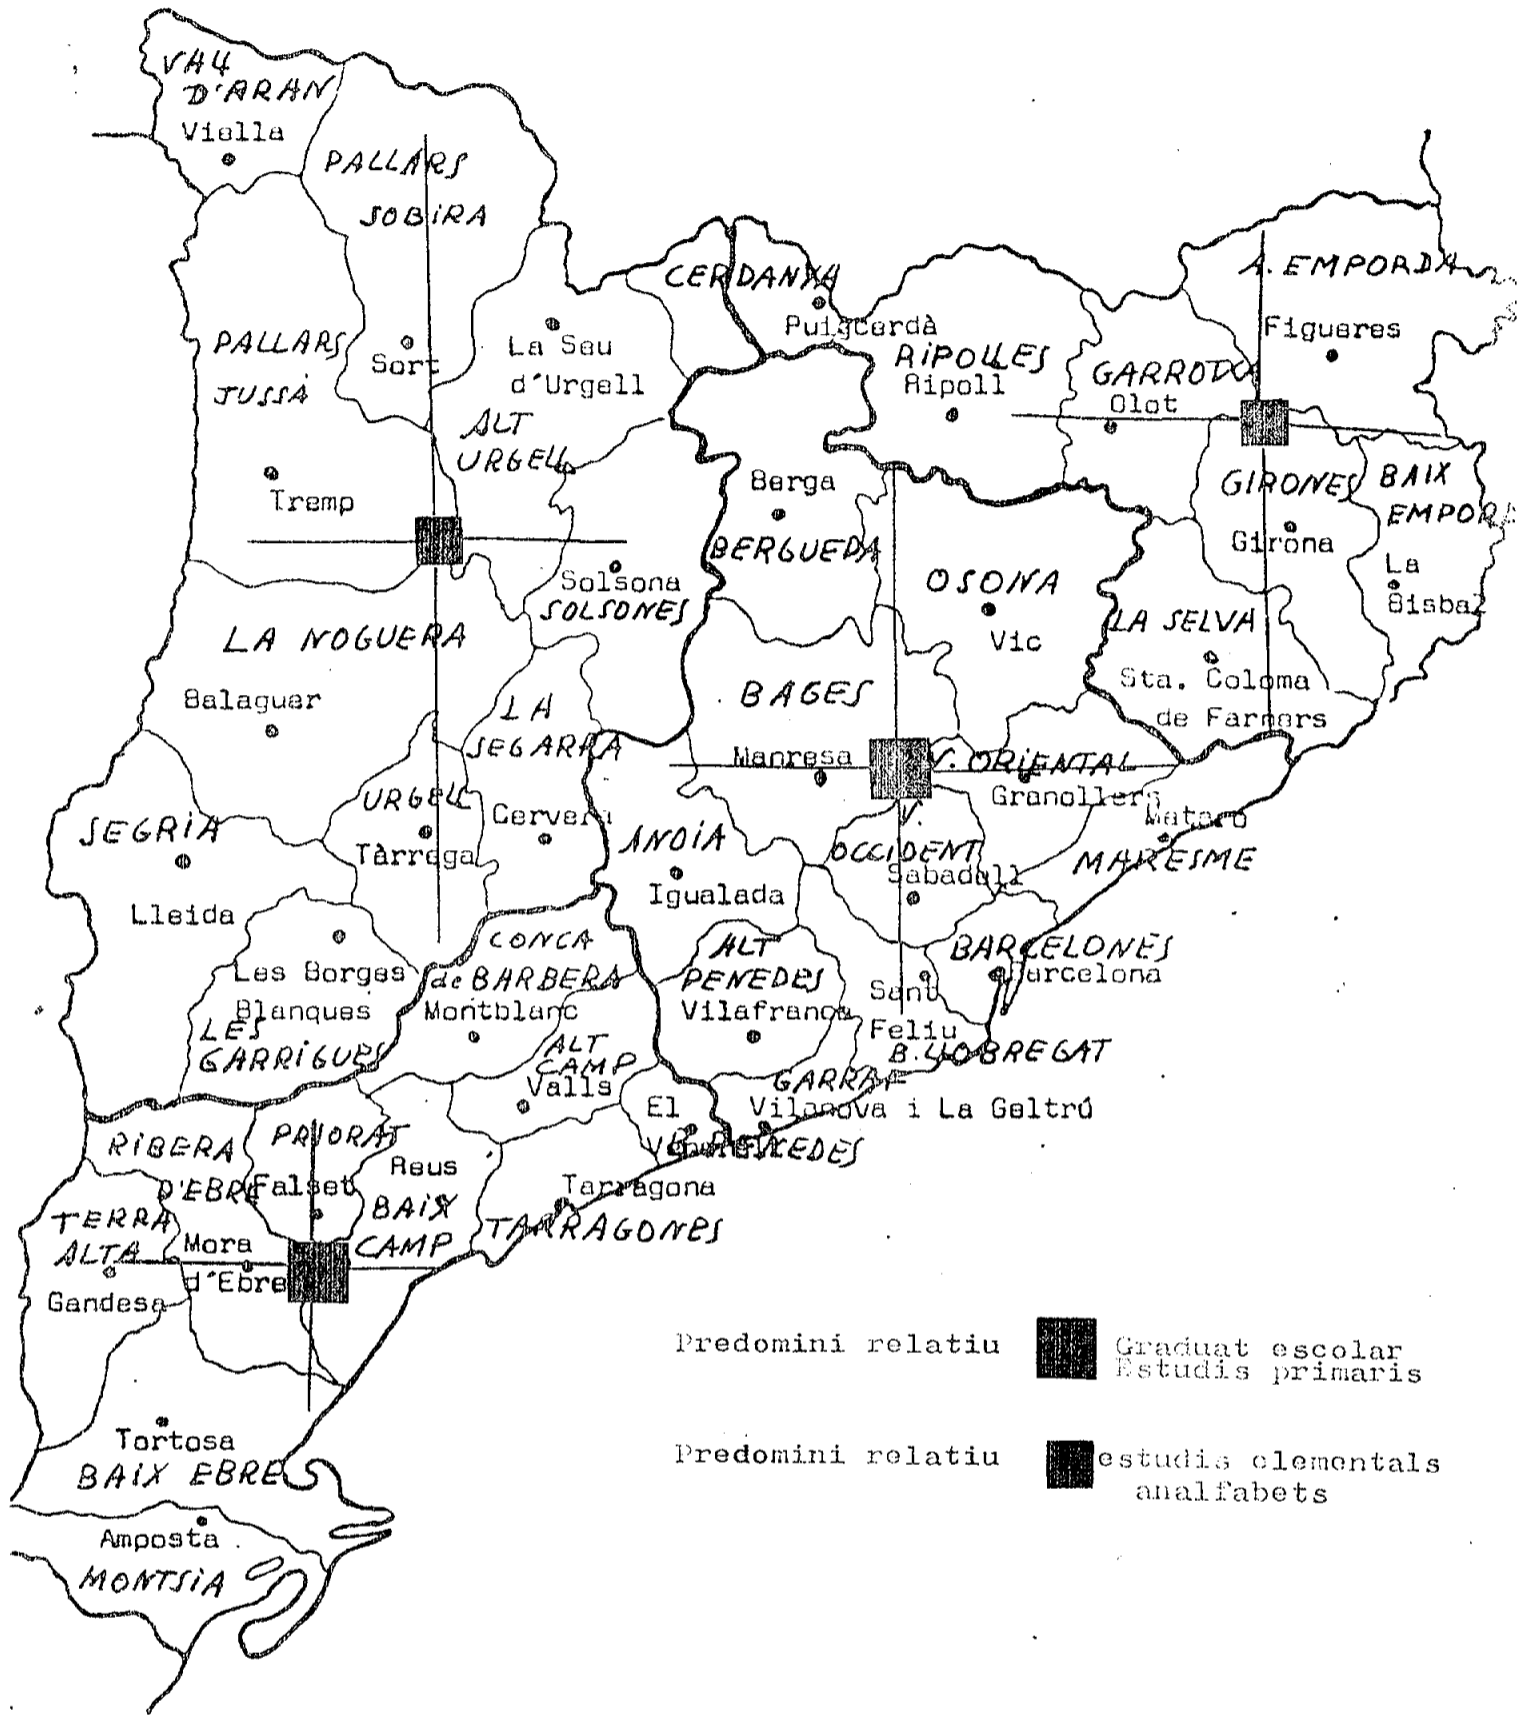 VALL
D'ARAN
Viella
PALLARS
SOBIRA
CERDANYA
Puigcerdà
A. EMPORDA
Figueres
PALLARS
JUSSÀ
Sort
La Seu
d'Urgell
RIPOLLES
Ripoll
GARROTXA
Olot
ALT
URGELL
Tremp
Berga
BERGUEDA
GIRONES
Girona
BAIX
EMPORD
La
Bisbal
Solsona
SOLSONES
OSONA
Vic
LA SELVA
Sta. Coloma
de Farners
LA NOGUERA
Balaguer
BAGES
Manresa
LA
SEGARRA
Cervera
V. ORIENTAL
Granollers
URGELL
Tàrrega
SEGRIA
Lleida
ANOIA
Igualada
V.
OCCIDENT
Sabadell
Mataro
MARESME
Les Borges
Blanques
LES
GARRIGUES
CONCA
de BARBERA
Montblanc
ALT
PENEDES
Vilafranca
BARCELONES
Barcelona
Sant
Feliu
B. LLOBREGAT
ALT
CAMP
Valls
GARRAF
Vilanova i La Geltrú
El
PENEDES
RIBERA
D'EBRE
PRIORAT
Falset
Reus
BAIX
CAMP
Tarragona
TARRAGONES
TERRA
ALTA
Gandesa
Mora
d'Ebre
Predomini relatiu
Graduat escolar
Estudis primaris
Tortosa
BAIX EBRE
Predomini relatiu
estudis elementals
analfabets
Amposta
MONTSIA